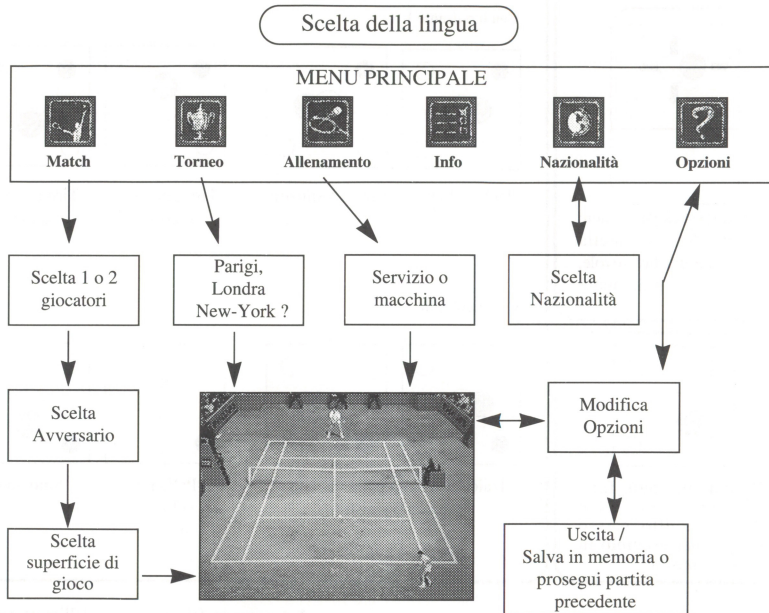 Scelta della lingua
MENU PRINCIPALE
Match
Torneo
Allenamento
Info
Nazionalità
Opzioni
Scelta 1 o 2
giocatori
Parigi,
Londra
New-York ?
Servizio o
macchina
Scelta
Nazionalità
Scelta
Avversario
Modifica
Opzioni
Scelta
superficie di
gioco
Uscita /
Salva in memoria o
prosegui partita
precedente